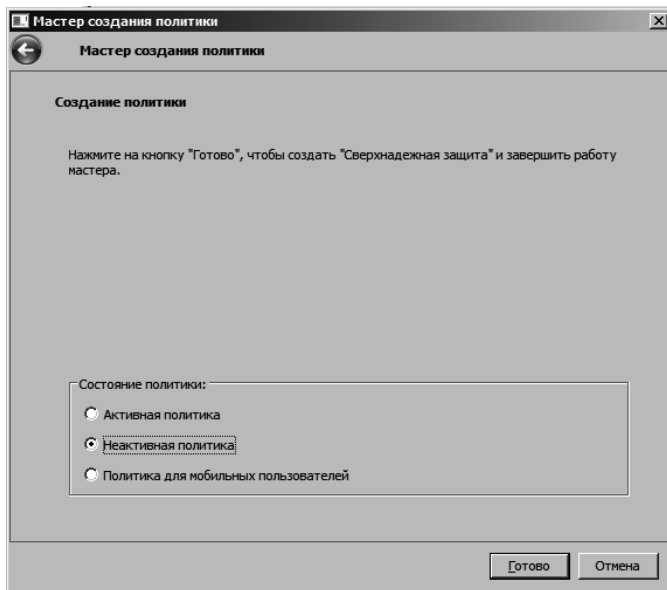 Мастер создания политики
Мастер создания политики
Создание политики
Нажмите на кнопку "Готово", чтобы создать "Сверхнадежная защита" и завершить работу
мастера.
Состояние политики:
Активная политика
Неактивная политика
Политика для мобильных пользователей
Готово
Отмена